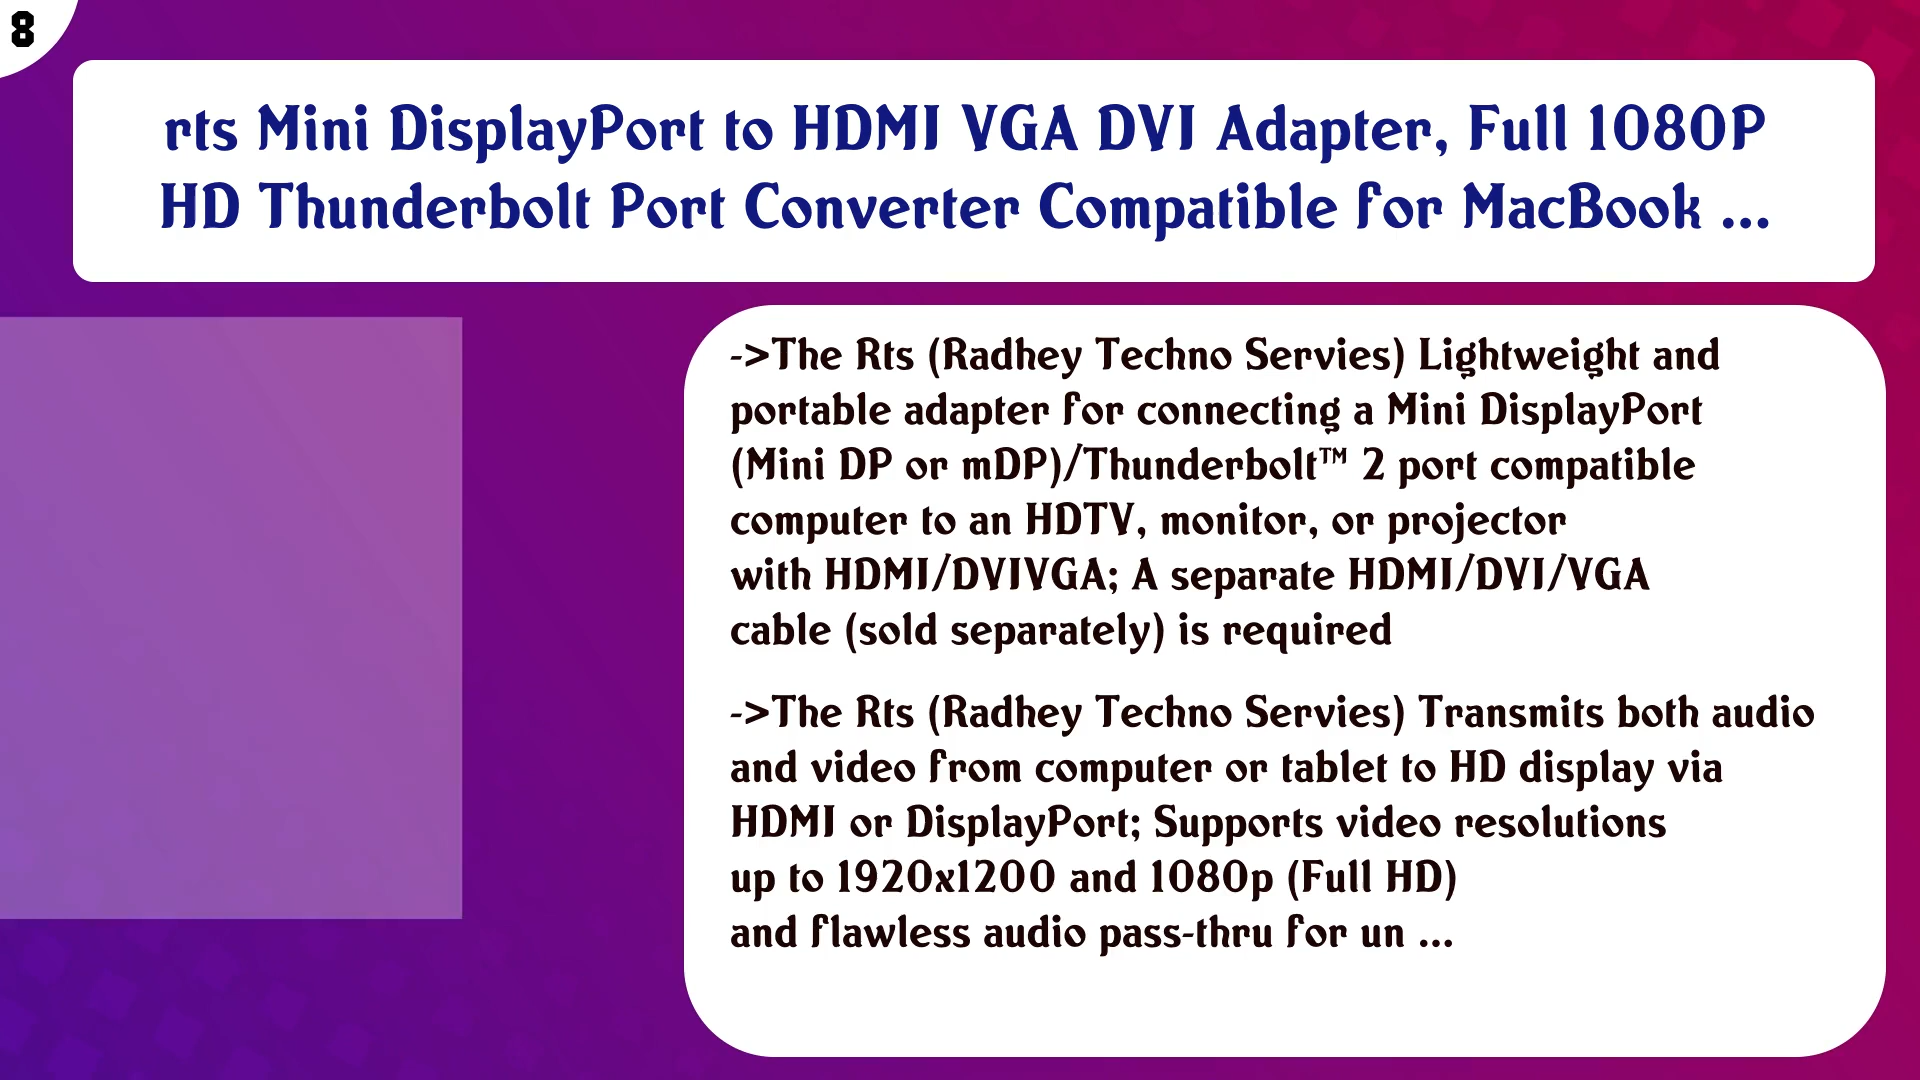 8
rts Mini DisplayPort to HDMI VGA DVI Adapter, Full 1080P
HD Thunderbolt Port Converter Compatible for MacBook ...
->The Rts (Radhey Techno Servies) Lightweight and
portable adapter for connecting a Mini DisplayPort
(Mini DP or mDP)/Thunderbolt™ 2 port compatible
computer to an HDTV, monitor, or projector
with HDMI/DVIVGA; A separate HDMI/DVI/VGA
cable (sold separately) is required
->The Rts (Radhey Techno Servies) Transmits both audio
and video from computer or tablet to HD display via
HDMI or DisplayPort; Supports video resolutions
up to 1920x1200 and 1080p (Full HD)
and flawless audio pass-thru for un ...